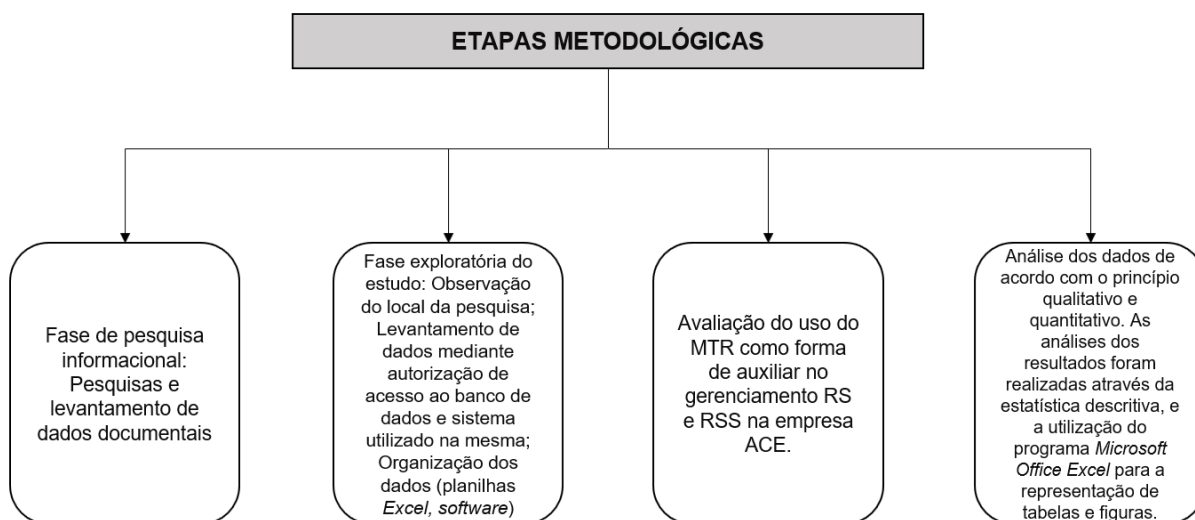 ETAPAS METODOLÓGICAS
Fase de pesquisa
informacional:
Pesquisas e
levantamento de
dados documentais
Fase exploratória do
estudo: Observação
do local da pesquisa;
Levantamento de
dados mediante
autorização de
acesso ao banco de
dados e sistema
utilizado na mesma;
Organização dos
dados (planilhas
Excel, software)
Avaliação do uso do
MTR como forma
de auxiliar no
gerenciamento RS
e RSS na empresa
ACE.
Análise dos dados de
acordo com o princípio
qualitativo e
quantitativo. As
análises dos
resultados foram
realizadas através da
estatística descritiva, e
a utilização do
programa Microsoft
Office Excel para a
representação de
tabelas e figuras.